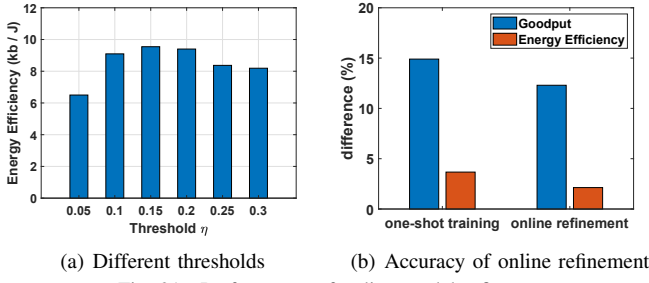 Energy Efficiency (kb / J)
12
10
8
6
4
2
0
0.05 0.1 0.15 0.2 0.25 0.3
Threshold η
(a) Different thresholds
difference (%)
20
15
10
5
0
Goodput
Energy Efficiency
one-shot training online refinement
(b) Accuracy of online refinement